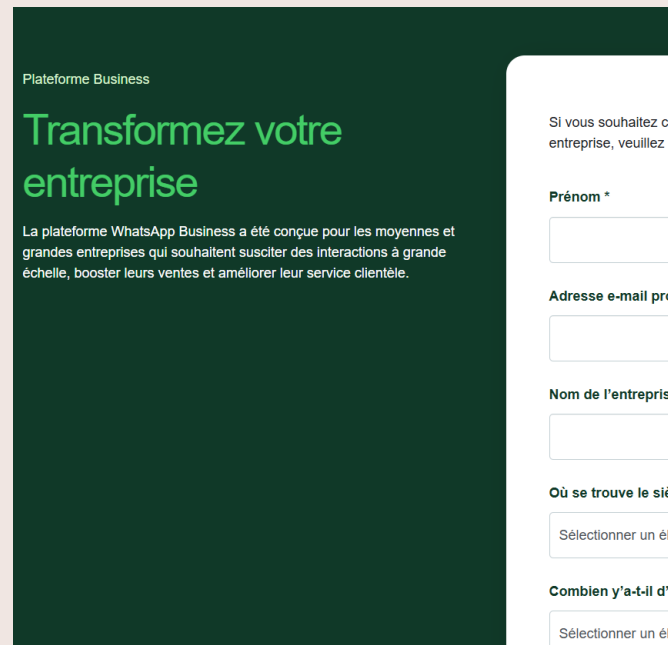 Plateforme Business
Transformez votre
entreprise
La plateforme WhatsApp Business a été conçue pour les moyennes et
grandes entreprises qui souhaitent susciter des interactions à grande
échelle, booster leurs ventes et améliorer leur service clientèle.
Si vous souhaitez
entreprise, veuillez
Prénom *
Adresse e-mail
Nom de l’entreprise
Où se trouve le
Sélectionner un
Combien y’a-t-il
Sélectionner un